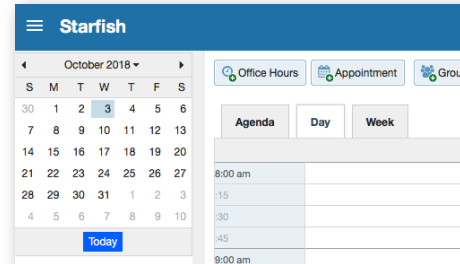 Starfish
October 2018
S M T W T F S
30 1 2 3 4 5 6
7 8 9 10 11 12 13
14 15 16 17 18 19 20
21 22 23 24 25 26 27
28 29 30 31 1 2 3
4 5 6 7 8 9 10
Today
Office Hours Appointment Grou
Agenda Day Week
8:00 am
:15
:30
:45
9:00 am